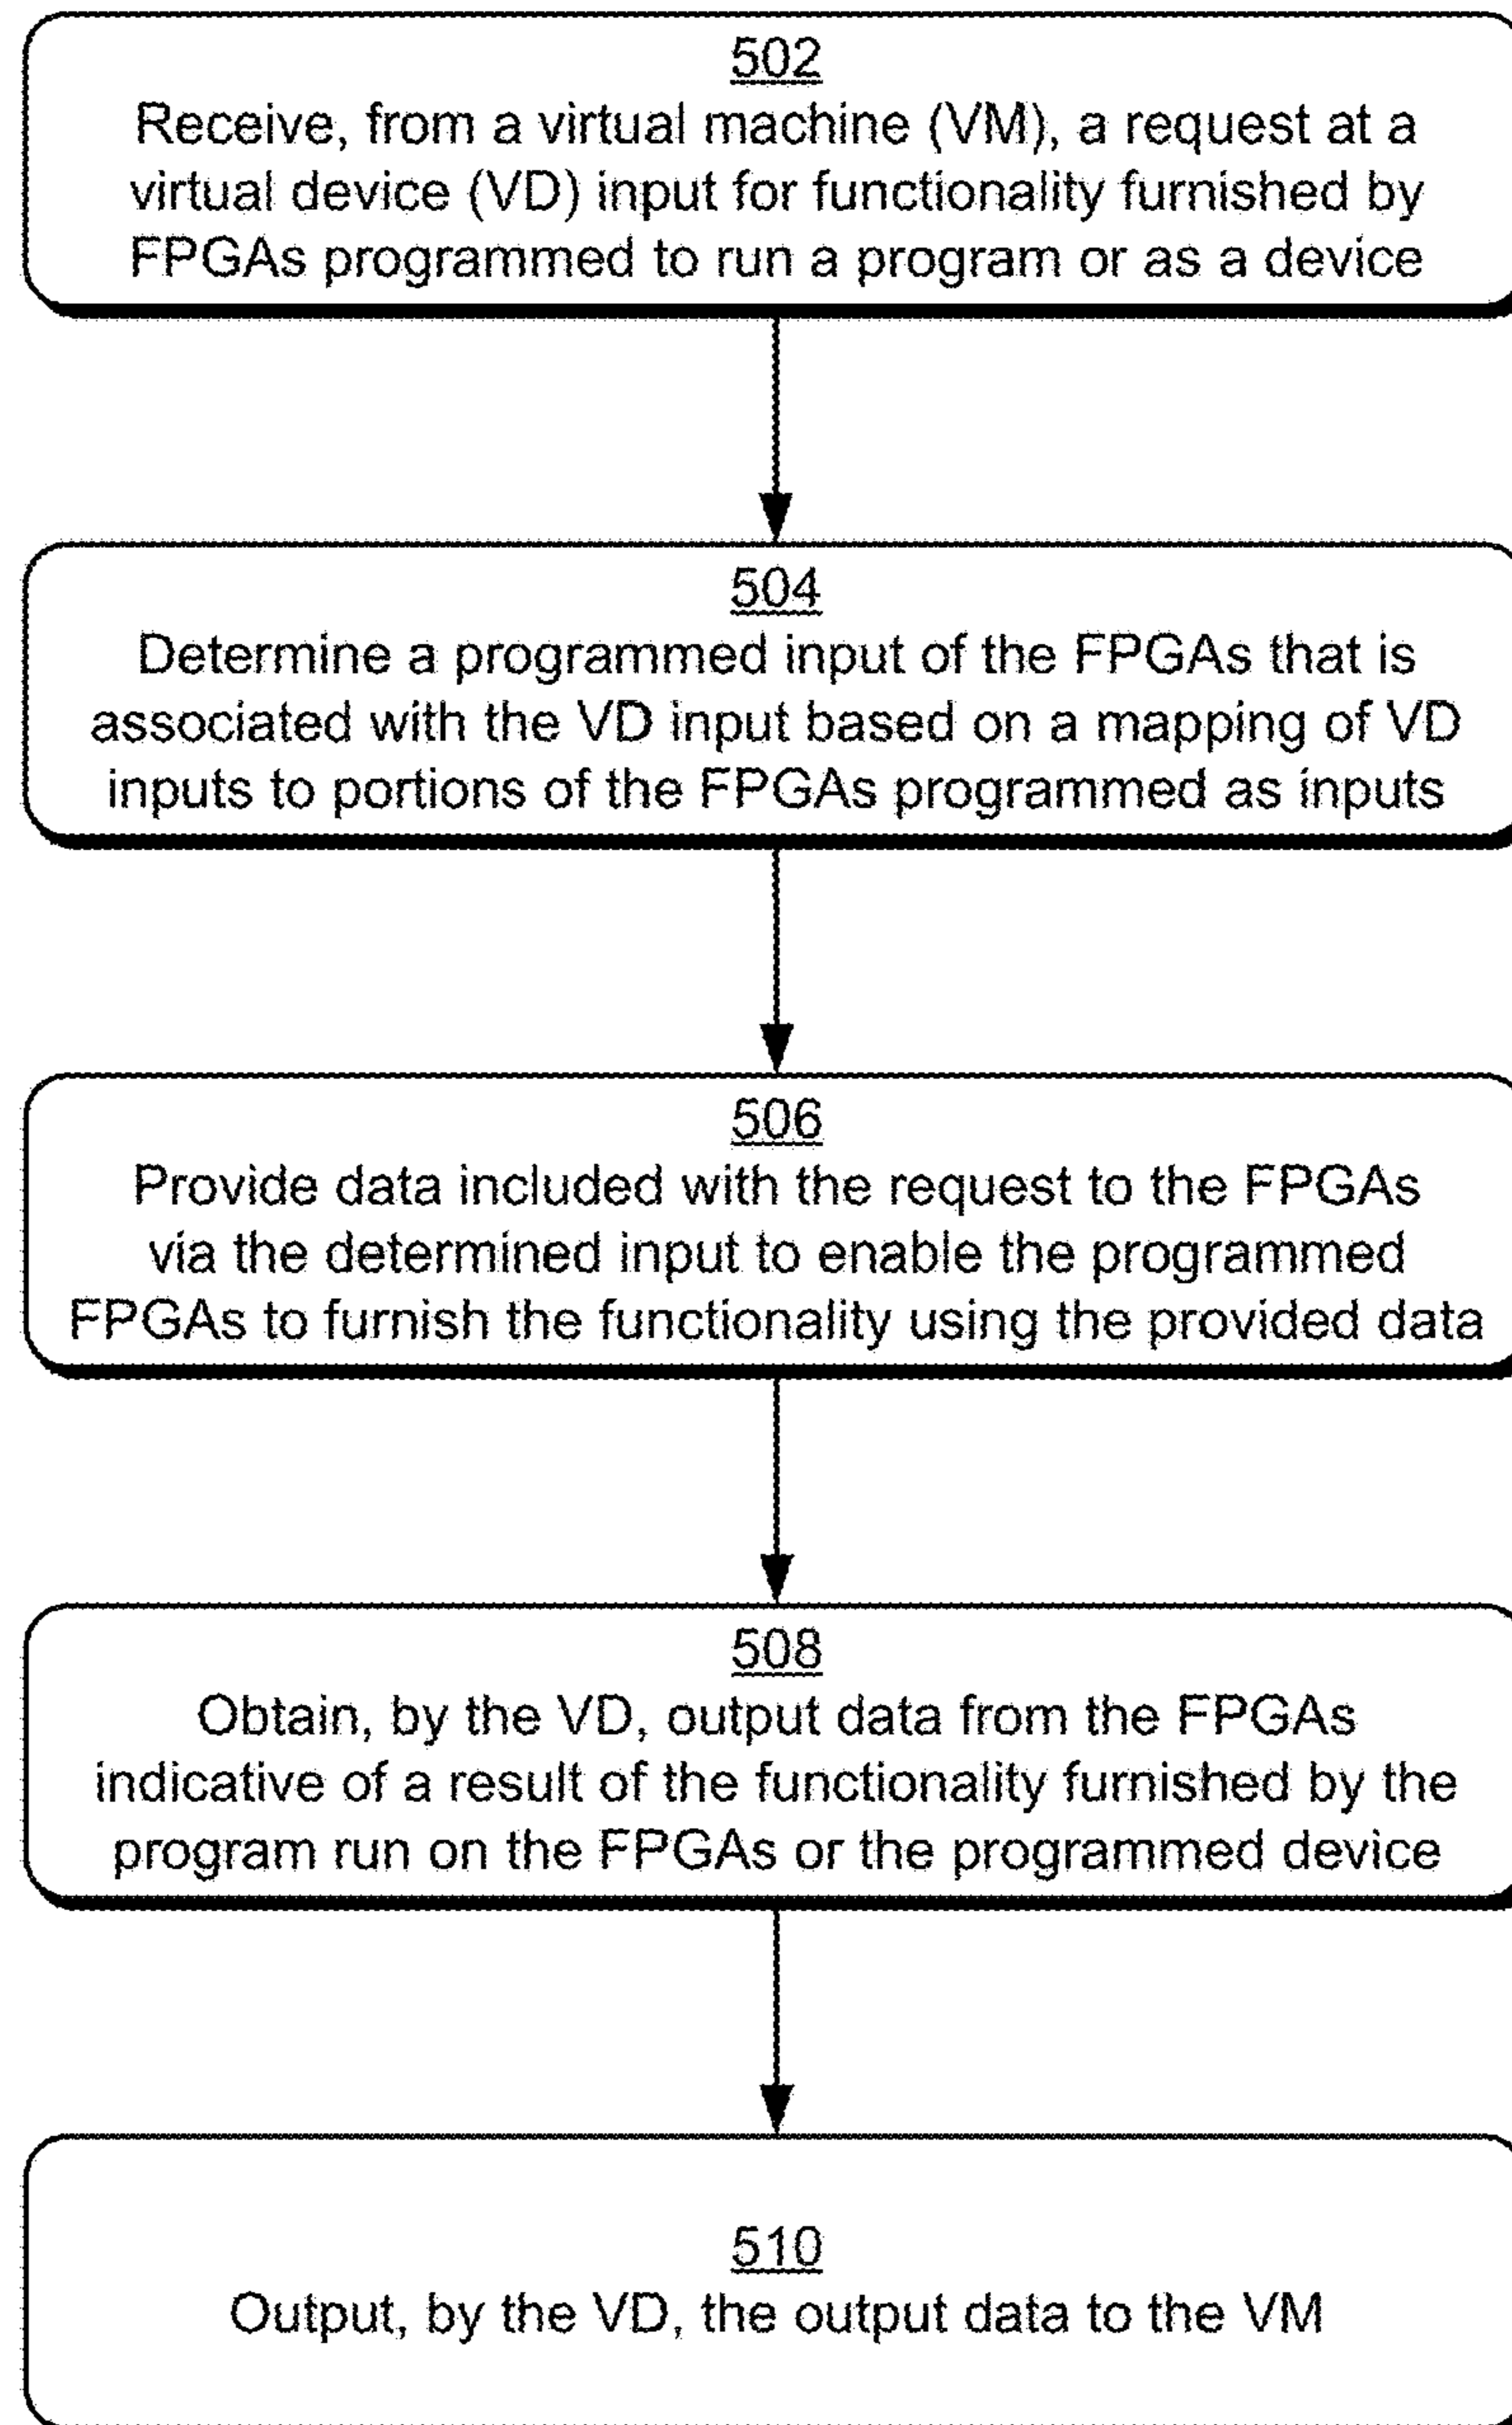 502
Receive, from a virtual machine (VM), a request at a
virtual device (VD) input for functionality furnished by
FPGAs programmed to run a program or as a device
504
Determine a programmed input of the FPGAs that is
associated with the VD input based on a mapping of VD
inputs to portions of the FPGAs programmed as inputs
506
Provide data included with the request to the FPGAs
via the determined input to enable the programmed
FPGAs to furnish the functionality using the provided data
508
Obtain, by the VD, output data from the FPGAs
indicative of a result of the functionality furnished by the
program run on the FPGAs or the programmed device
510
Output, by the VD, the output data to the VM